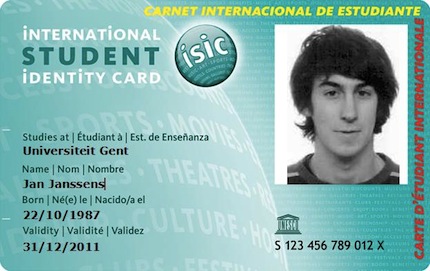 CARNET INTERNACIONAL DE ESTUDIANTE
INTERNATIONAL
STUDENT
IDENTITY CARD
isic
Studies at | Étudiant à | Est. de Enseñanza
Universiteit Gent
Name | Nom | Nombre
Jan Janssens
Born | Né(e) le | Nacido/a el
22/10/1987
Validity | Validité | Validez
31/12/2011
UNESCO
S 123 456 789 012 X
CARTE D'ÉTUDIANT INTERNATIONALE